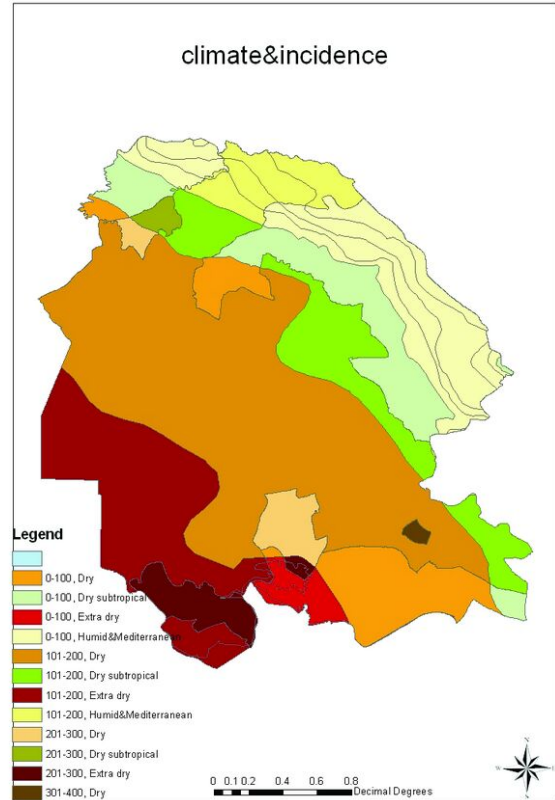 climate&incidence
Legend
0-100, Dry
0-100, Dry subtropical
0-100, Extra dry
0-100, Humid&Mediterranean
101-200, Dry
101-200, Dry subtropical
101-200, Extra dry
101-200, Humid&Mediterranean
201-300, Dry
201-300, Dry subtropical
201-300, Extra dry
301-400, Dry
0 0.1 0.2 0.4 0.6 0.8
Decimal Degrees
N
W E
S